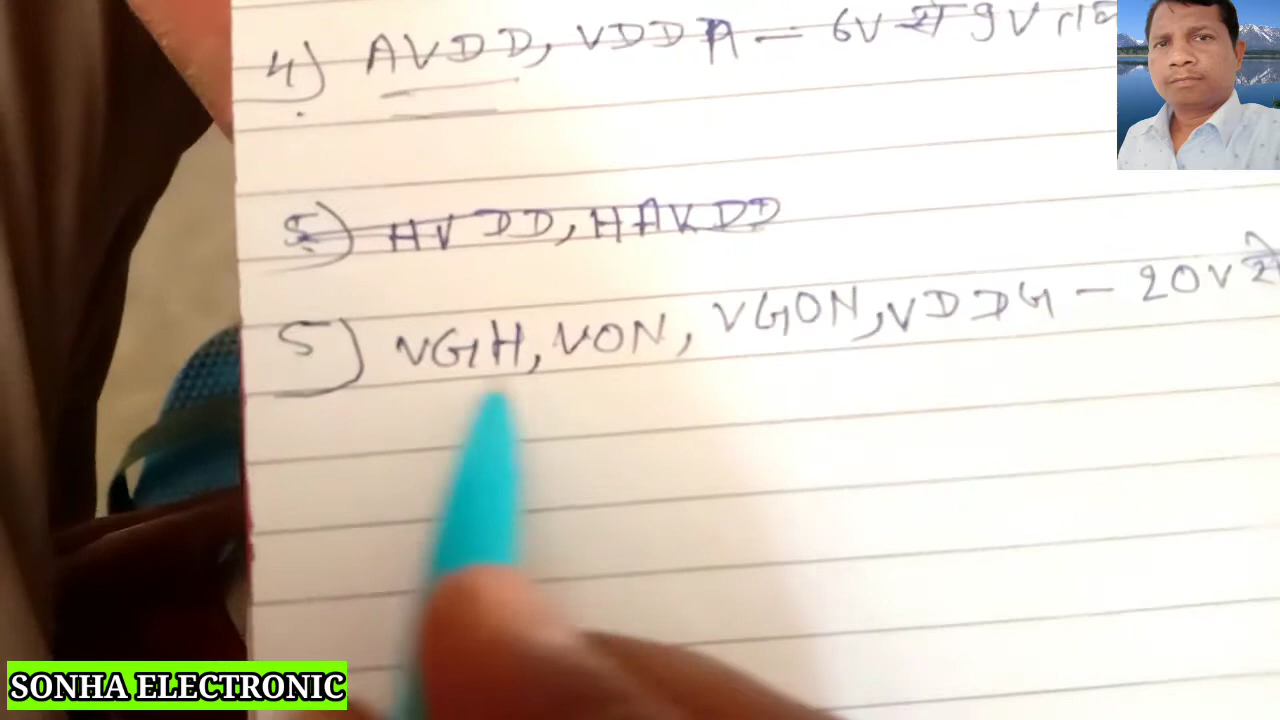 4) AVDD, VDDA – 6V से 9V
5) HVDD, HAVDD
5) VGH, VON, VGON, VDDG – 20V से
SONHA ELECTRONIC